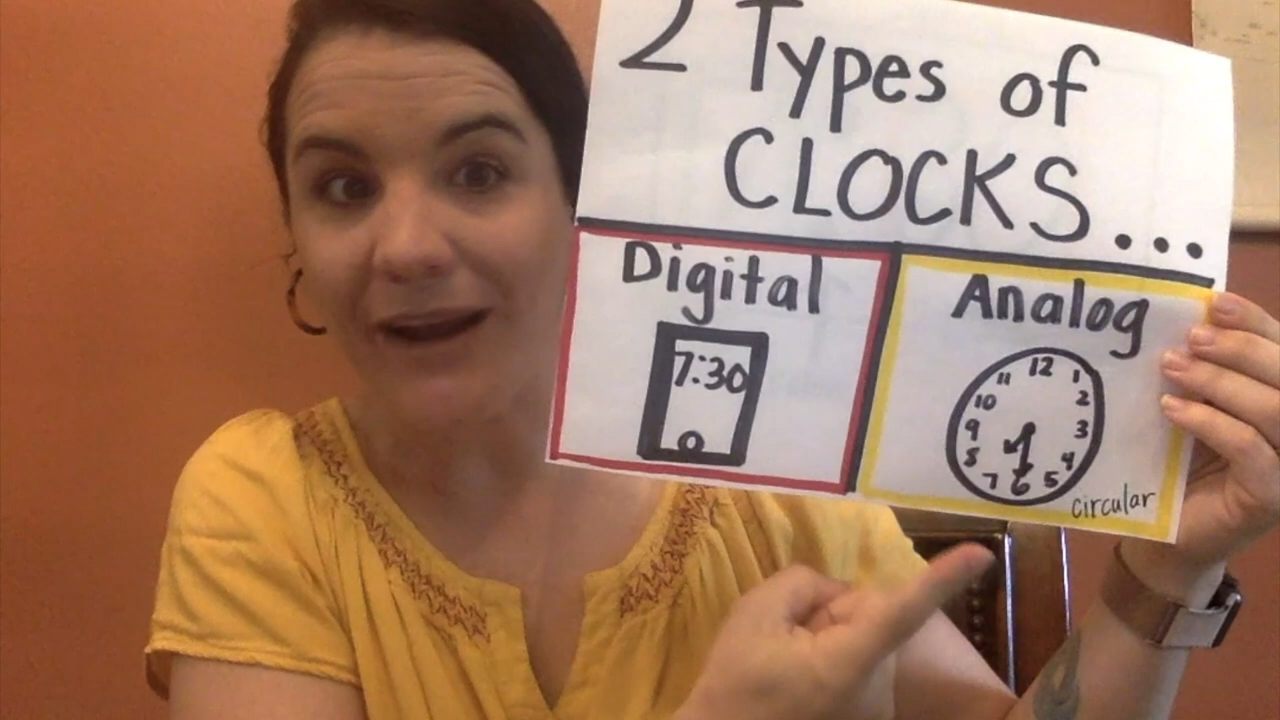 2 Types of
CLOCKS...
Digital
7:30
Analog
12
11 1
10 2
9 3
8 4
7 6 5
circular